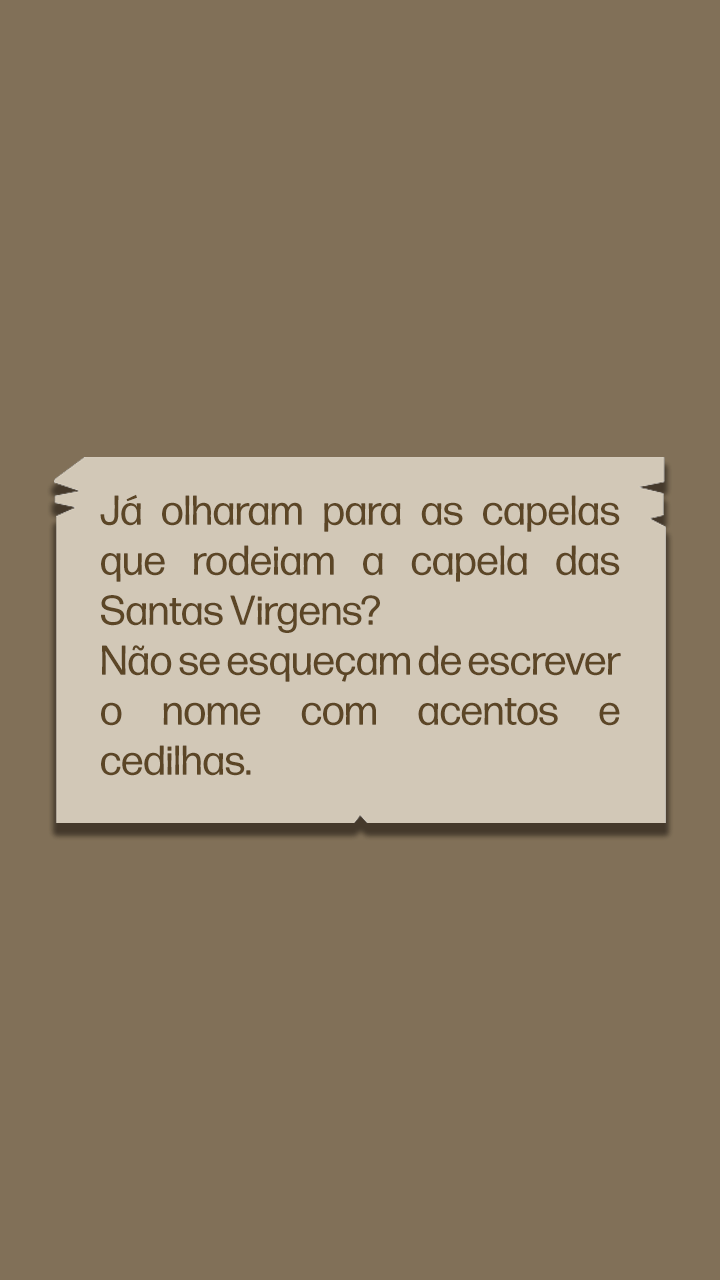 Já olharam para as capelas
que rodeiam a capela das
Santas Virgens?
Não se esqueçam de escrever
o nome com acentos e
cedilhas.